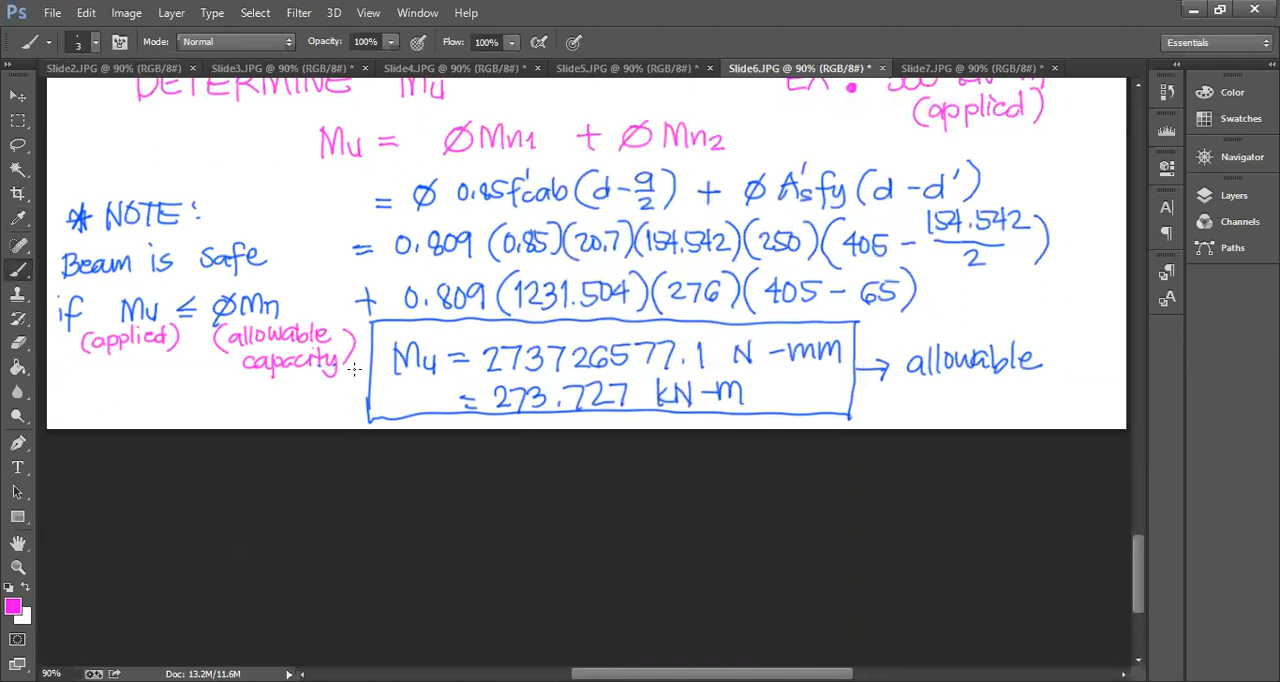 Ps File Edit Image Layer Type Select Filter 3D View Window Help
3 Mode: Normal Opacity: 100% Flow: 100% Essentials
Slide2.JPG @ 90% (RGB/8#) × Slide3.JPG @ 90% (RGB/8#) * × Slide4.JPG @ 90% (RGB/8#) * × Slide5.JPG @ 90% (RGB/8#) * × Slide6.JPG @ 90% (RGB/8#) * × Slide7.JPG @ 90% (RGB/8#) * ×
DETERMINE Mu
(applied)
Mu = ØMn1 + ØMn2
= Ø 0.85f'cab(d-a/2) + Ø A's fy (d-d')
* NOTE:
Beam is safe
if Mu ≤ ØMn
(applied) (allowable
capacity)
= 0.809 (0.85)(20.7)(154.542)(250)(405 - 154.542/2)
+ 0.809 (1231.504)(276)(405 - 65)
Mu = 273726577.1 N-mm → allowable
= 273.727 kN-m
Color
Swatches
Navigator
Layers
Channels
Paths
90% Doc: 13.2M/11.6M